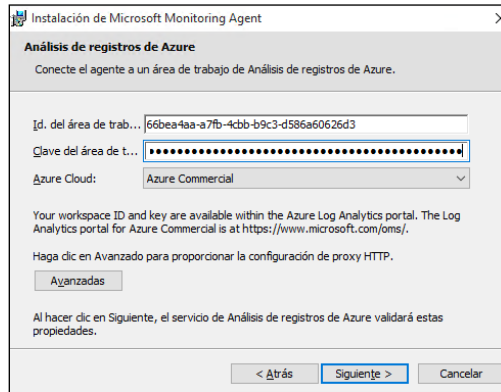 Instalación de Microsoft Monitoring Agent
Análisis de registros de Azure
Conecte el agente a un área de trabajo de Análisis de registros de Azure.
Id. del área de trab... 66bea4aa-a7fb-4cbb-b9c3-d586a60626d3
Clave del área de t... ●●●●●●●●●●●●●●●●●●●●●●●●●●●●●●●●●●●●●●●●●●●●
Azure Cloud: Azure Commercial
Your workspace ID and key are available within the Azure Log Analytics portal. The Log
Analytics portal for Azure Commercial is at https://www.microsoft.com/oms/.
Haga clic en Avanzado para proporcionar la configuración de proxy HTTP.
Avanzadas
Al hacer clic en Siguiente, el servicio de Análisis de registros de Azure validará estas
propiedades.
< Atrás Siguiente > Cancelar